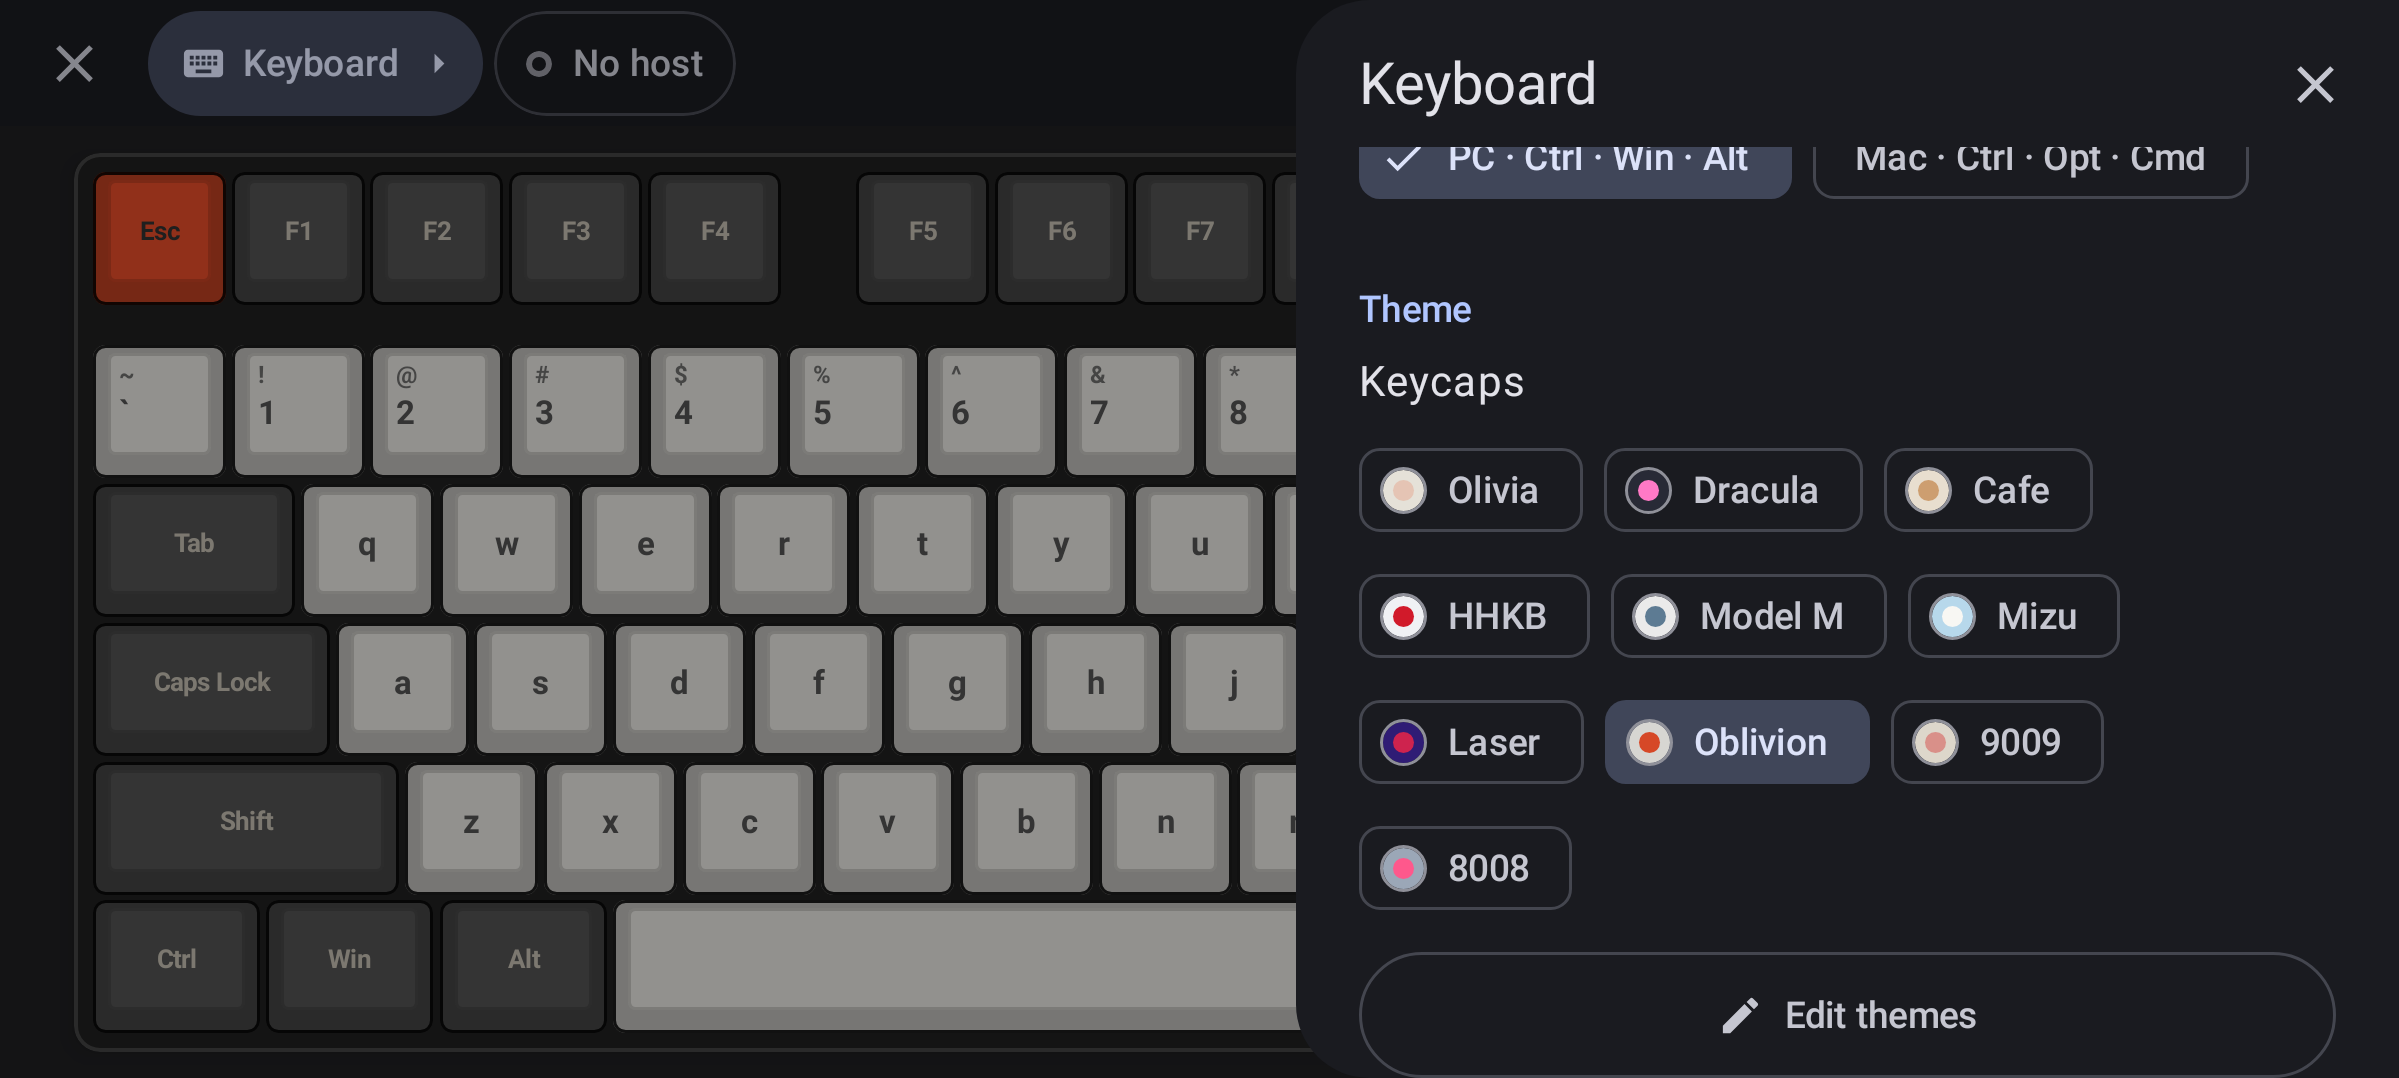 Keyboard
No host
Esc F1 F2 F3 F4 F5 F6 F7
~ ! @ # $ % ^ & *
` 1 2 3 4 5 6 7 8
Tab q w e r t y u
Caps Lock a s d f g h j
Shift z x c v b n
Ctrl Win Alt
Keyboard
PC · Ctrl · Win · Alt
Mac · Ctrl · Opt · Cmd
Theme
Keycaps
Olivia
Dracula
Cafe
HHKB
Model M
Mizu
Laser
Oblivion
9009
8008
Edit themes